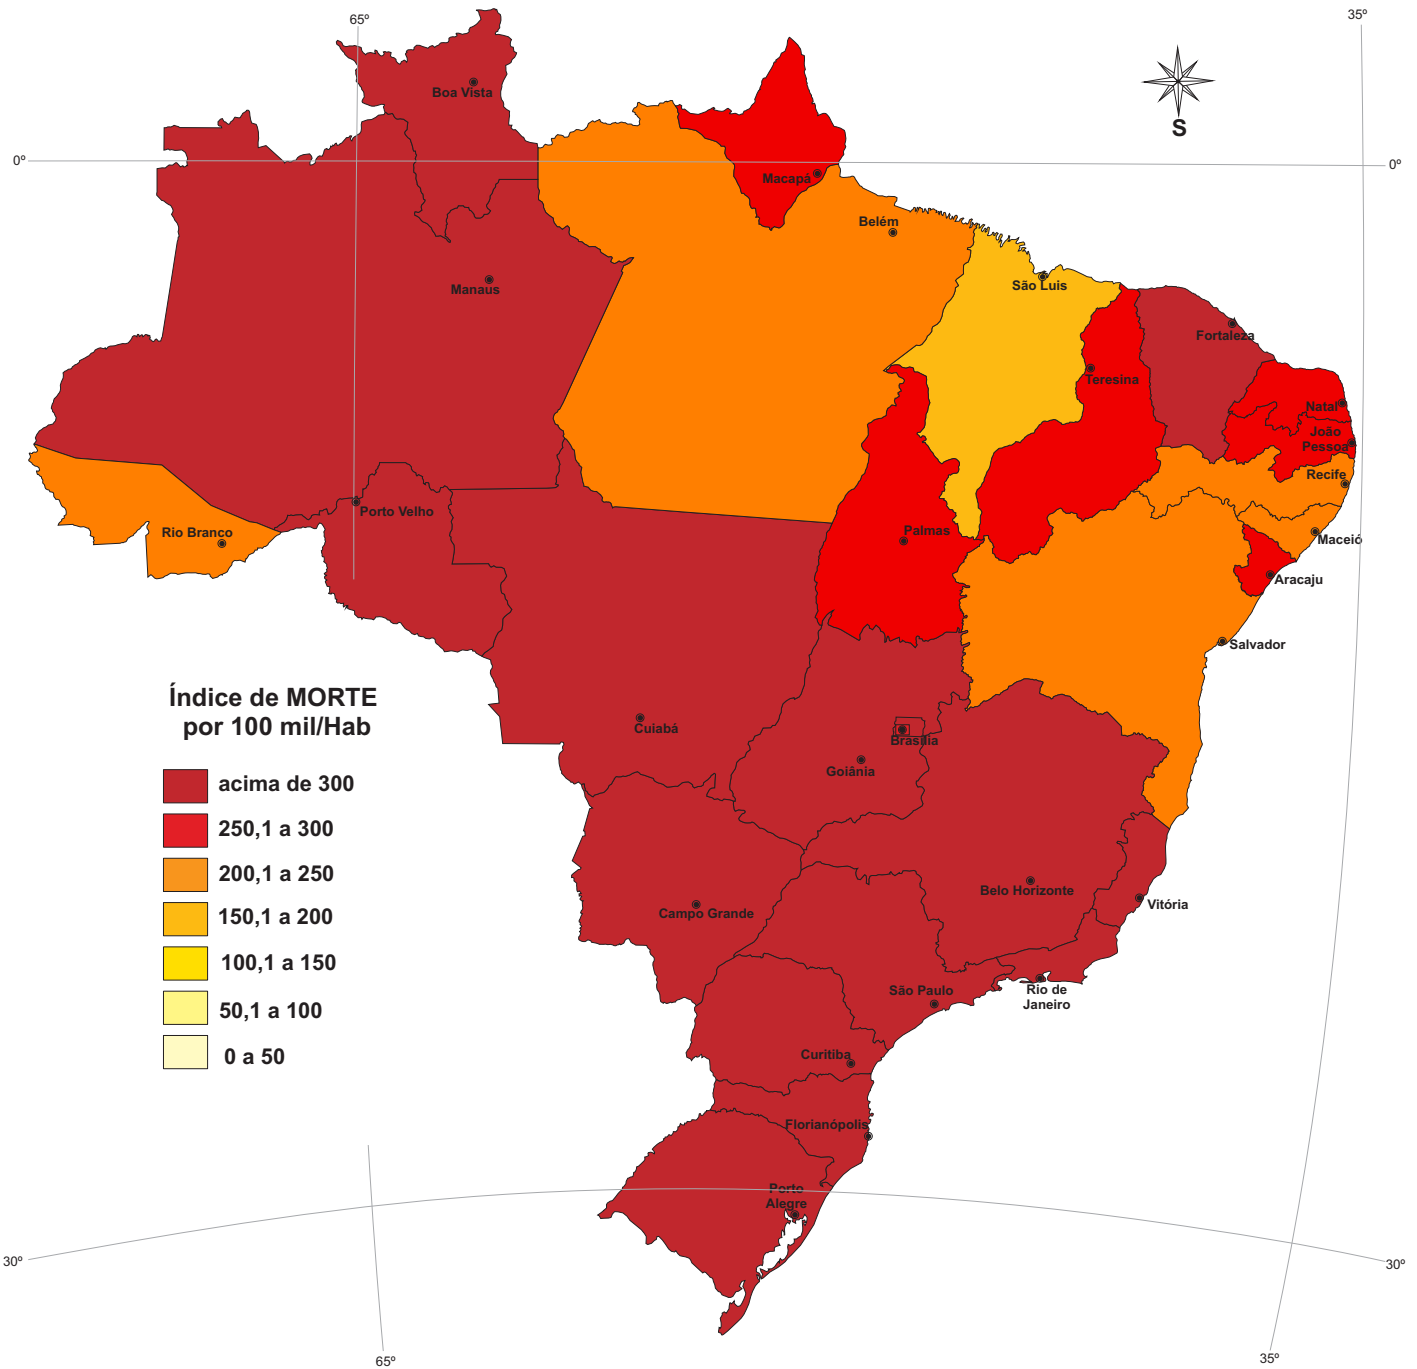 65º
35º
Boa Vista
S
0º
0º
Macapá
Belém
São Luis
Manaus
Fortaleza
Teresina
Natal
João
Pessoa
Recife
Porto Velho
Rio Branco
Palmas
Maceió
Aracaju
Salvador
Índice de MORTE
por 100 mil/Hab
Cuiabá
Brasília
Goiânia
acima de 300
250,1 a 300
200,1 a 250
150,1 a 200
100,1 a 150
50,1 a 100
0 a 50
Belo Horizonte
Vitória
Campo Grande
São Paulo
Rio de
Janeiro
Curitiba
Florianópolis
Porto
Alegre
30º
30º
65º
35º